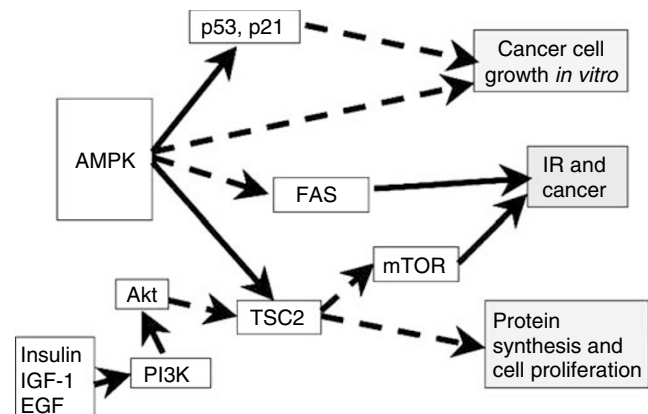 p53, p21
Cancer cell
growth in vitro
AMPK
FAS
IR and
cancer
mTOR
Akt
TSC2
Protein
synthesis and
cell proliferation
Insulin
IGF-1
EGF
PI3K